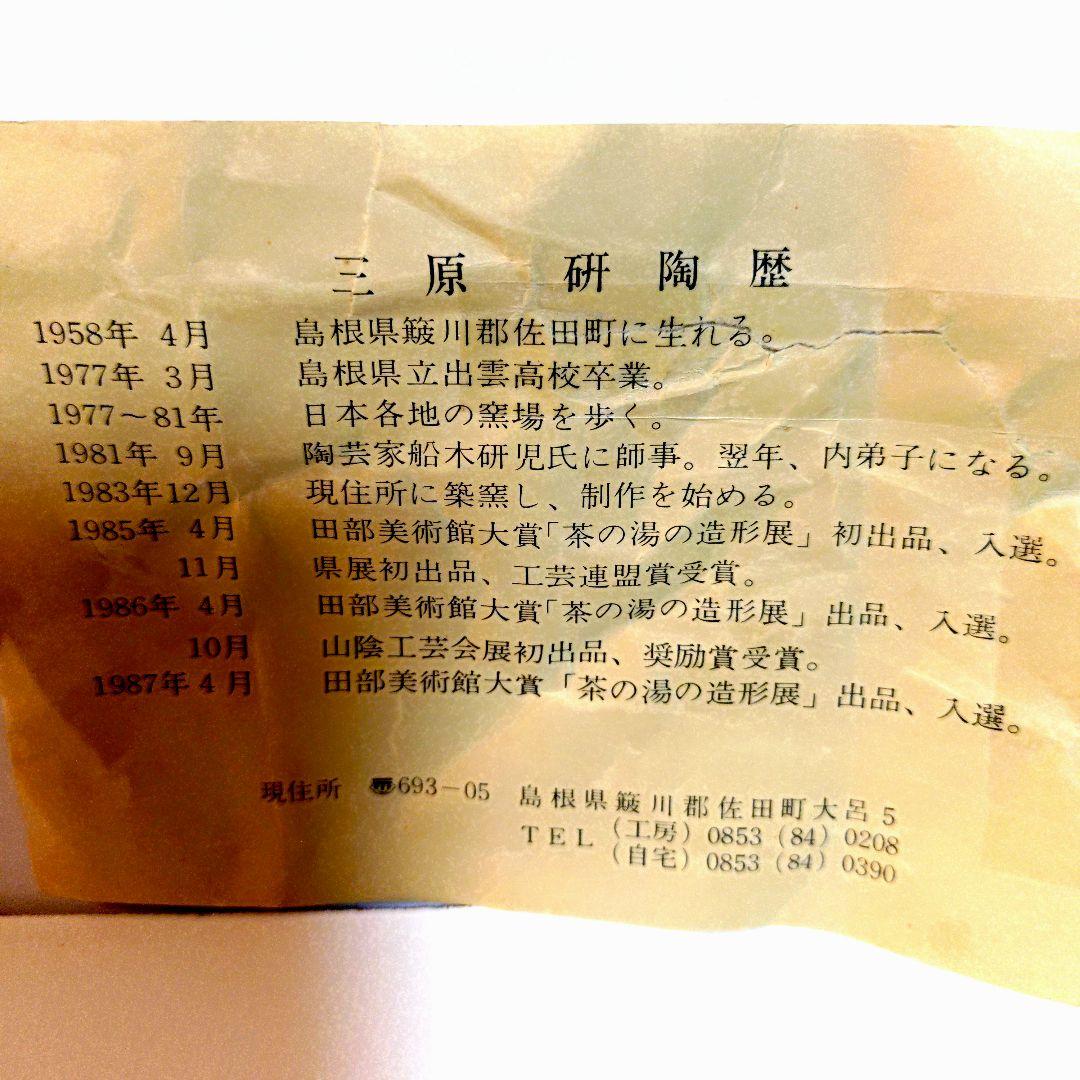 三原 研陶歴
1958年 4月 島根県簸川郡佐田町に生れる。
1977年 3月 島根県立出雲高校卒業。
1977〜81年 日本各地の窯場を歩く。
1981年 9月 陶芸家船木研児氏に師事。翌年、内弟子になる。
1983年12月 現住所に築窯し、制作を始める。
1985年 4月 田部美術館大賞「茶の湯の造形展」初出品、入選。
11月 県展初出品、工芸連盟賞受賞。
1986年 4月 田部美術館大賞「茶の湯の造形展」出品、入選。
10月 山陰工芸会展初出品、奨励賞受賞。
1987年 4月 田部美術館大賞「茶の湯の造形展」出品、入選。
現住所 〠693-05 島根県簸川郡佐田町大呂5
TEL (工房) 0853 (84) 0208
(自宅) 0853 (84) 0390